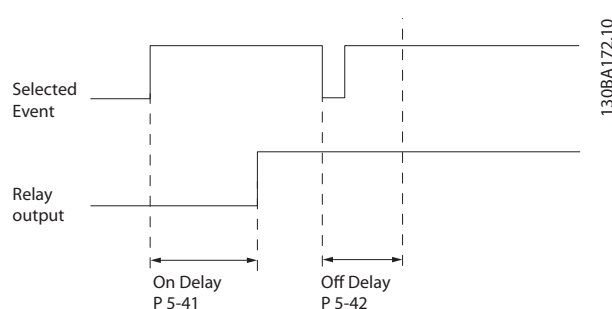 130BA172.10
Selected
Event
Relay
output
On Delay
P 5-41
Off Delay
P 5-42